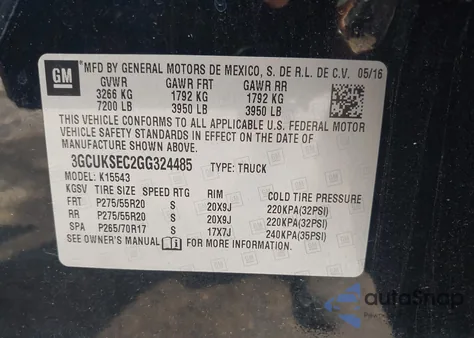 GM
MFD BY GENERAL MOTORS DE MEXICO, S. DE R.L. DE C.V. 05/16
GVWR GAWR FRT GAWR RR
3266 KG 1792 KG 1792 KG
7200 LB 3950 LB 3950 LB
THIS VEHICLE CONFORMS TO ALL APPLICABLE U.S. FEDERAL MOTOR
VEHICLE SAFETY STANDARDS IN EFFECT ON THE DATE OF
MANUFACTURE SHOWN ABOVE.
3GCUKSEC2GG324485 TYPE: TRUCK
MODEL: K15543
KGSV TIRE SIZE SPEED RTG RIM COLD TIRE PRESSURE
FRT P275/55R20 S 20X9J 220KPA(32PSI)
RR P275/55R20 S 20X9J 220KPA(32PSI)
SPA P265/70R17 S 17X7J 240KPA(35PSI)
SEE OWNER'S MANUAL FOR MORE INFORMATION.
autoSnap
Powered by